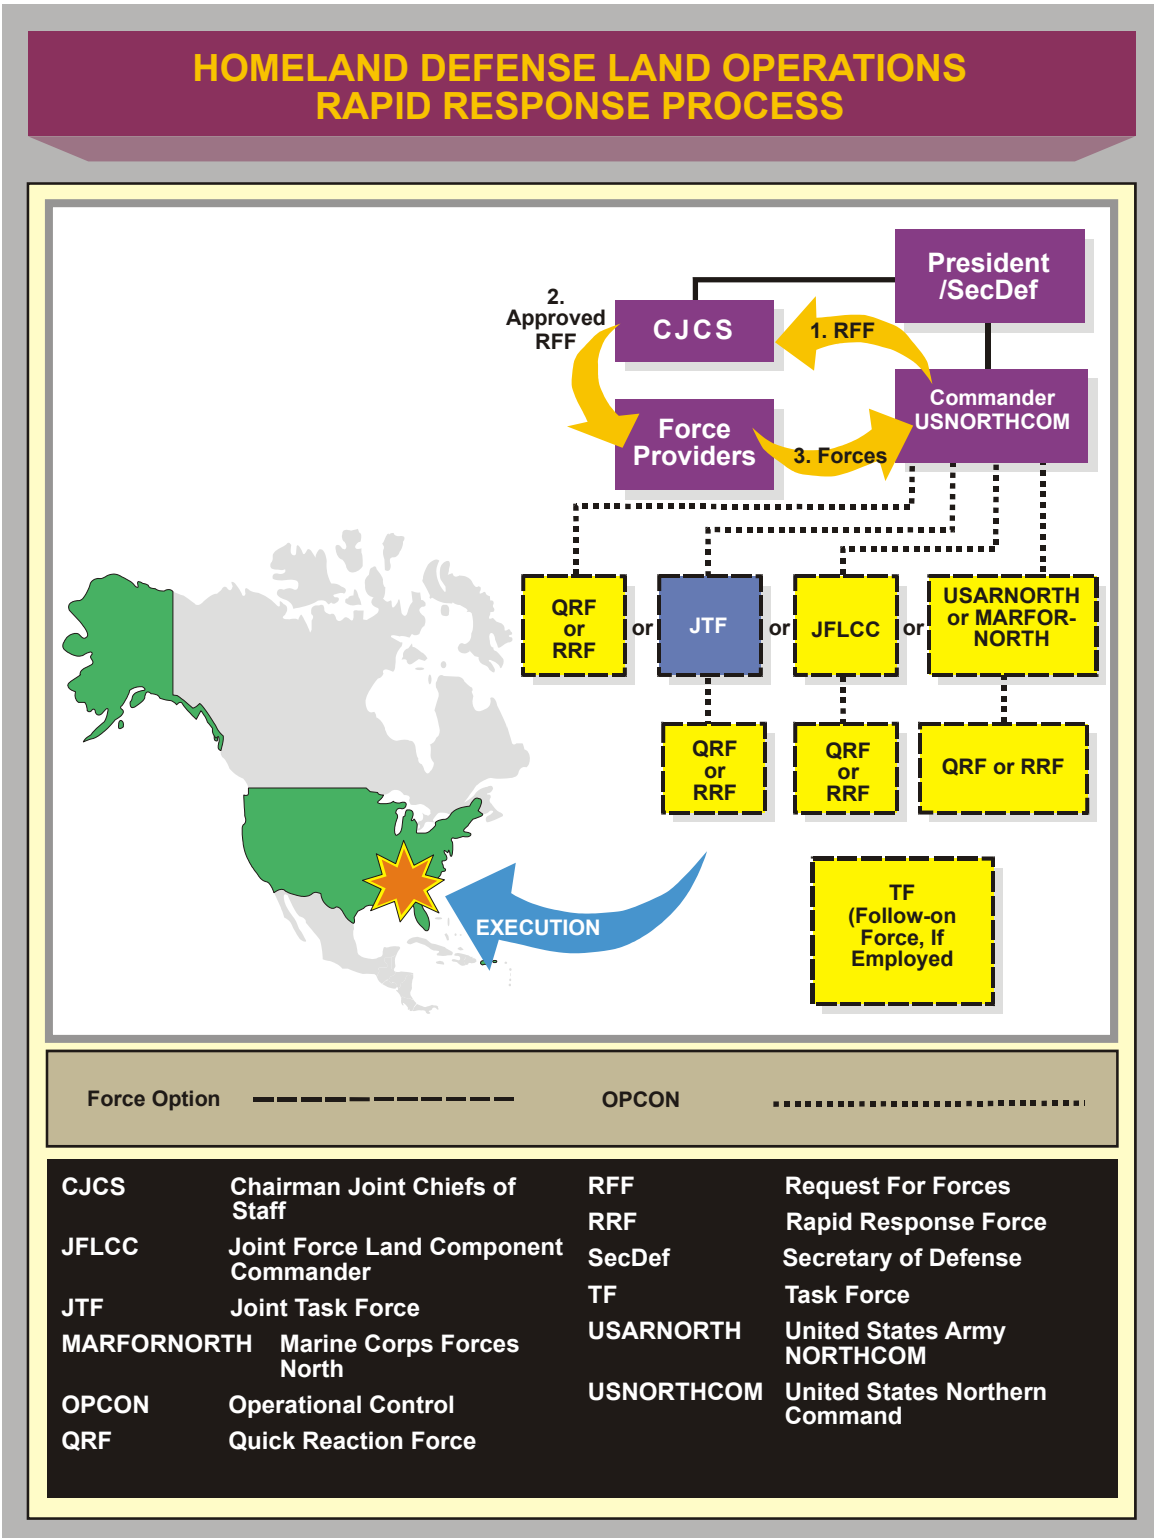 HOMELAND DEFENSE LAND OPERATIONS
RAPID RESPONSE PROCESS
President
/SecDef
2.
Approved
RFF
CJCS
1. RFF
Commander
USNORTHCOM
Force
Providers
3. Forces
QRF
or
RRF
or
JTF
or
JFLCC
or
USARNORTH
or MARFOR-
NORTH
QRF
or
RRF
QRF
or
RRF
QRF or RRF
EXECUTION
TF
(Follow-on
Force, If
Employed
Force Option
OPCON
CJCS Chairman Joint Chiefs of
Staff
JFLCC Joint Force Land Component
Commander
JTF Joint Task Force
MARFORNORTH Marine Corps Forces
North
OPCON Operational Control
QRF Quick Reaction Force
RFF Request For Forces
RRF Rapid Response Force
SecDef Secretary of Defense
TF Task Force
USARNORTH United States Army
NORTHCOM
USNORTHCOM United States Northern
Command